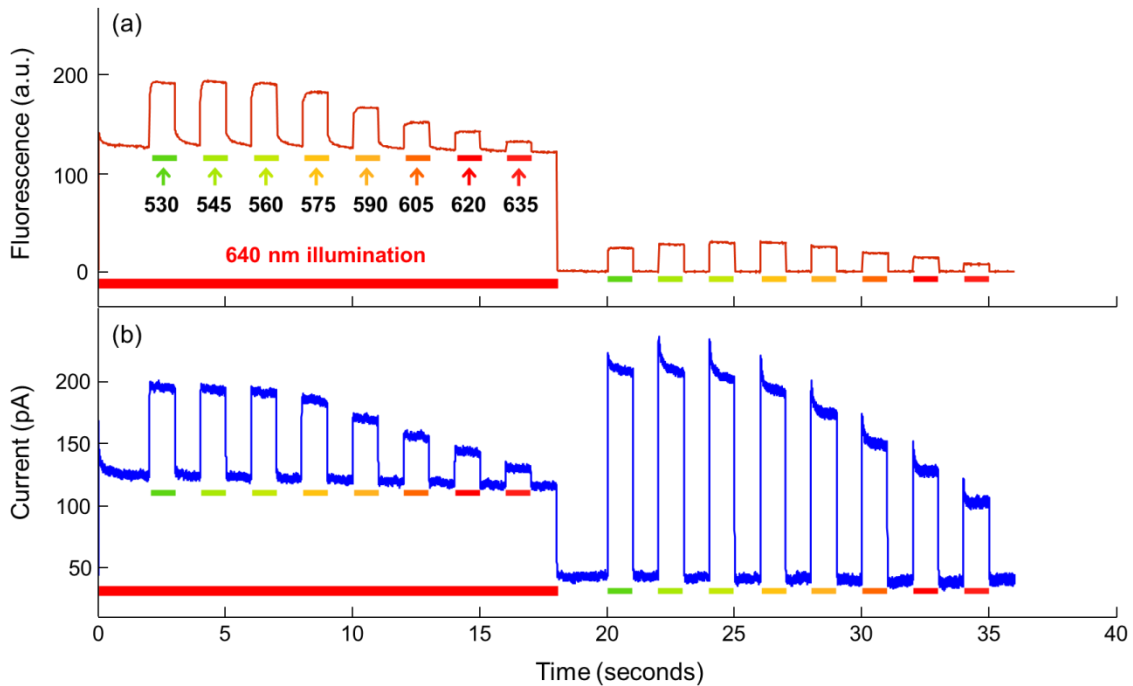 (a)
Fluorescence (a.u.)
200
100
0
530 545 560 575 590 605 620 635
640 nm illumination
(b)
Current (pA)
200
150
100
50
0 5 10 15 20 25 30 35 40
Time (seconds)